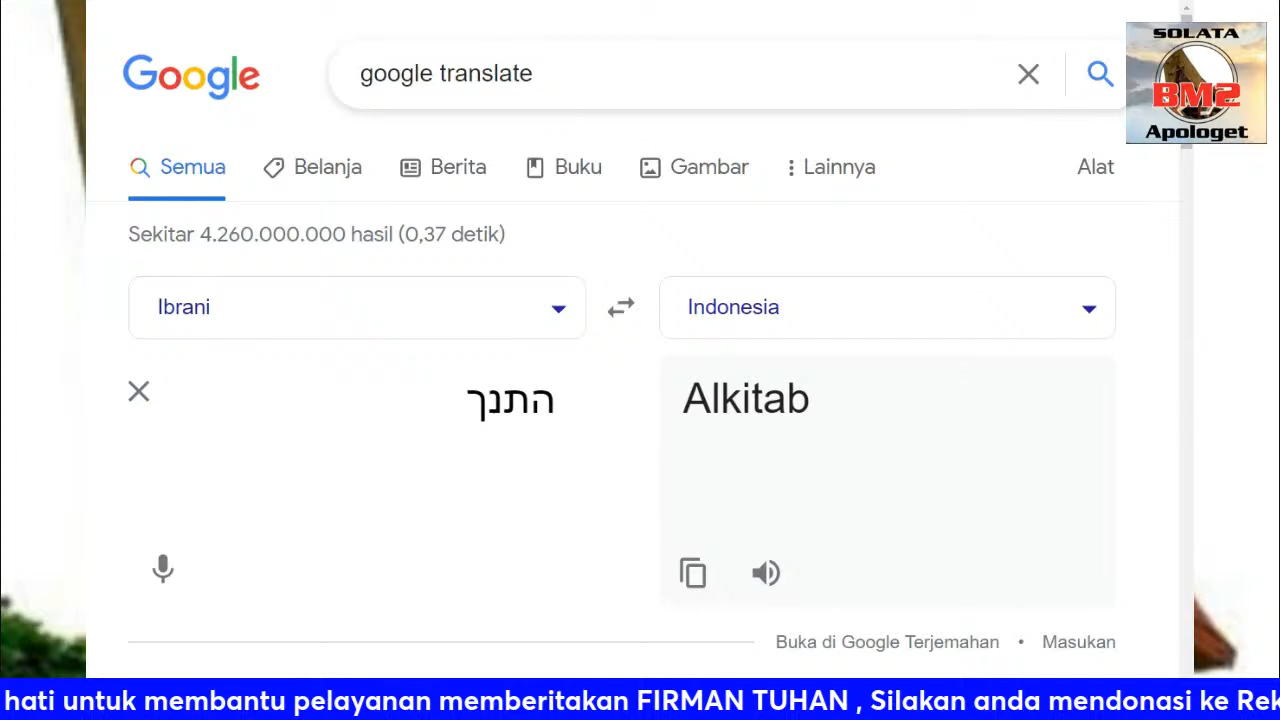 Google
google translate
SOLATA
BM2
Apologet
Semua
Belanja
Berita
Buku
Gambar
Lainnya
Alat
Sekitar 4.260.000.000 hasil (0,37 detik)
Ibrani
Indonesia
התנך
Alkitab
Buka di Google Terjemahan • Masukan
hati untuk membantu pelayanan memberitakan FIRMAN TUHAN , Silakan anda mendonasi ke Rek